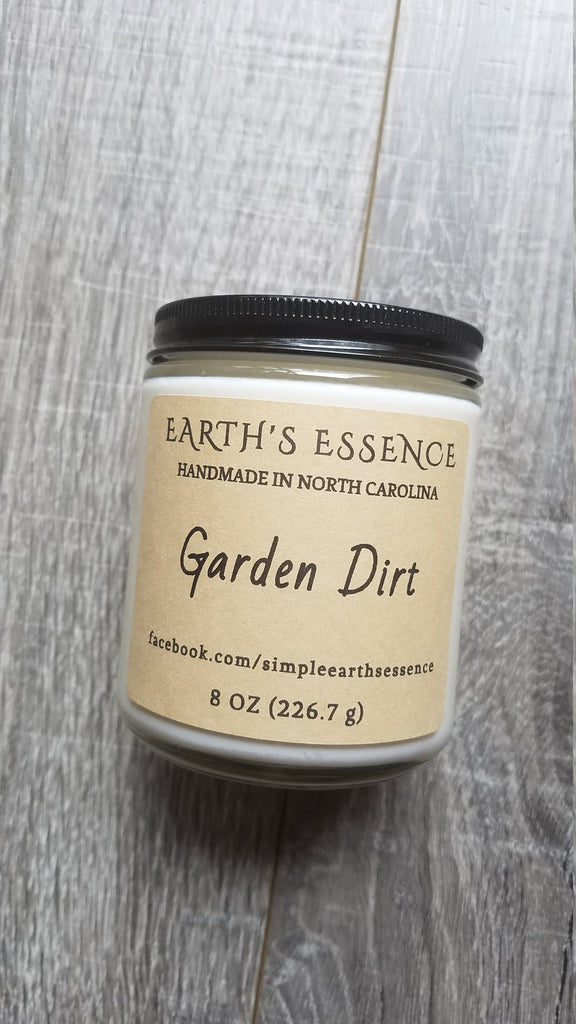 EARTH'S ESSENCE
HANDMADE IN NORTH CAROLINA
Garden Dirt
facebook.com/simpleearthsessence
8 OZ (226.7 g)